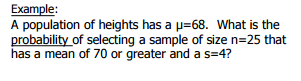 Example:
A population of heights has a μ=68. What is the
probability of selecting a sample of size n=25 that
has a mean of 70 or greater and a s=4?